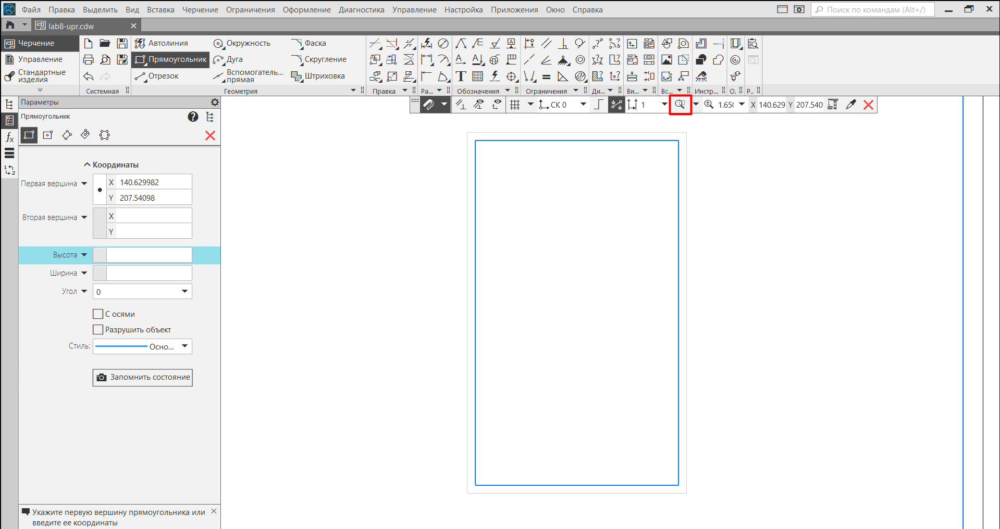 Файл Правка Выделить Вид Вставка Черчение Ограничения Оформление Диагностика Управление Настройка Приложения Окно Справка Поиск по командам (Alt+/)
lab8-upr.cdw
Черчение
Управление
Стандартные
изделия
Системная
Автолиния Окружность Фаска
Прямоугольник Дуга Скругление
Отрезок Вспомогатель... Штриховка
прямая
Геометрия Правка Ра... Обозначения Ограничения Ди... Ви... Вс... Инстр... О. Р..
Параметры
СК 0 1 1.65 X 140.629 Y 207.540
Прямоугольник
Координаты
Первая вершина X 140.629982
Y 207.54098
Вторая вершина X
Y
Высота
Ширина
Угол 0
С осями
Разрушить объект
Стиль: Осно...
Запомнить состояние
Укажите первую вершину прямоугольника или
введите ее координаты